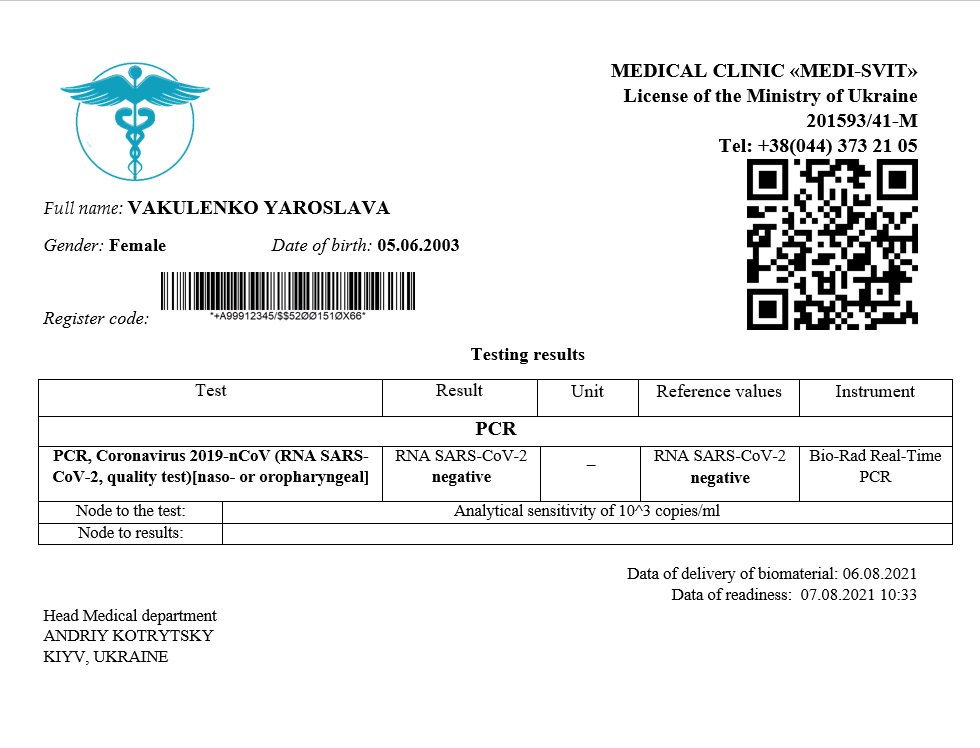 MEDICAL CLINIC «MEDI-SVIT»
License of the Ministry of Ukraine
201593/41-M
Tel: +38(044) 373 21 05
Full name: VAKULENKO YAROSLAVA
Gender: Female Date of birth: 05.06.2003
Register code: *+A99912345/$$52ØØ151ØX66*
Testing results
Test Result Unit Reference values Instrument
PCR
PCR, Coronavirus 2019-nCoV (RNA SARS- RNA SARS-CoV-2 – RNA SARS-CoV-2 Bio-Rad Real-Time
CoV-2, quality test)[naso- or oropharyngeal] negative negative PCR
Node to the test: Analytical sensitivity of 10^3 copies/ml
Node to results:
Data of delivery of biomaterial: 06.08.2021
Data of readiness: 07.08.2021 10:33
Head Medical department
ANDRIY KOTRYTSKY
KIYV, UKRAINE